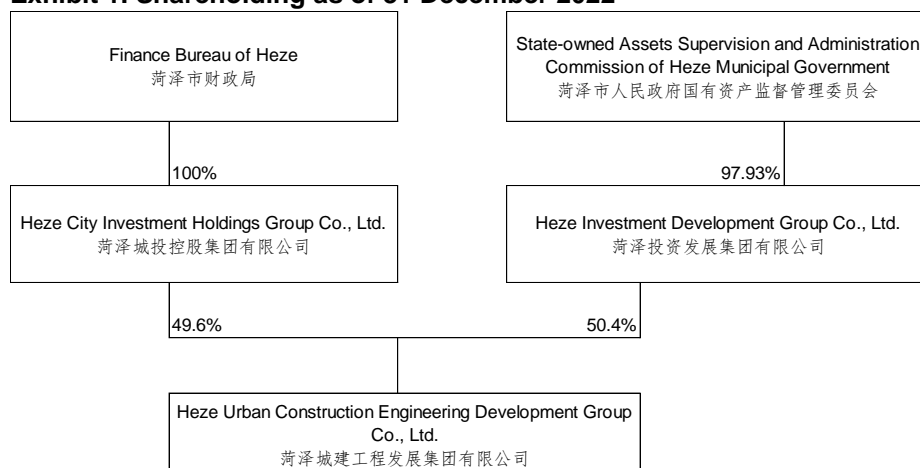 Exhibit 1. Shareholding as of 31 December 2022
Finance Bureau of Heze
菏泽市财政局
State-owned Assets Supervision and Administration
Commission of Heze Municipal Government
菏泽市人民政府国有资产监督管理委员会
100%
97.93%
Heze City Investment Holdings Group Co., Ltd.
菏泽城投控股集团有限公司
Heze Investment Development Group Co., Ltd.
菏泽投资发展集团有限公司
49.6%
50.4%
Heze Urban Construction Engineering Development Group
Co., Ltd.
菏泽城建工程发展集团有限公司